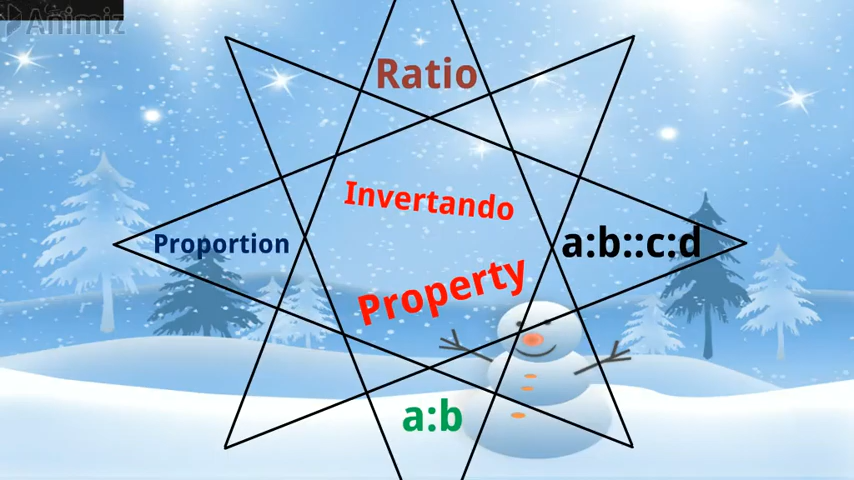 Animiz
Ratio
Invertando
Proportion
a:b::c:d
Property
a:b